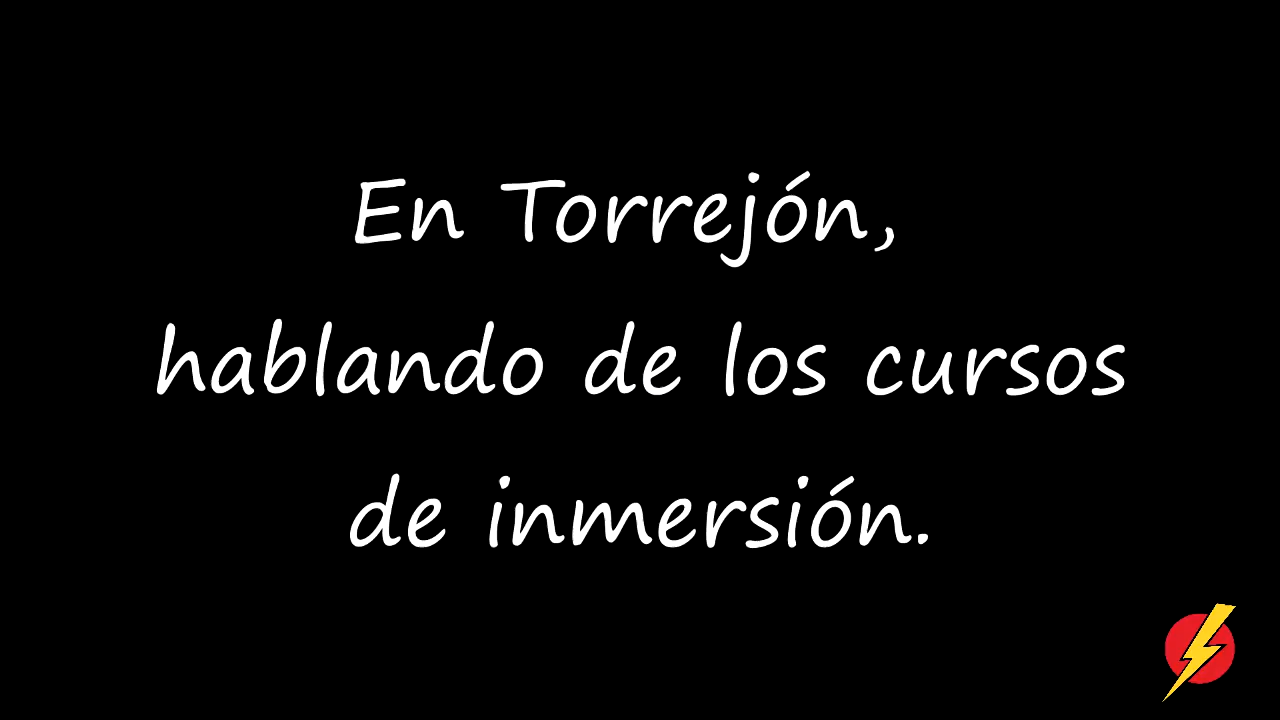 En Torrejón,
hablando de los cursos
de inmersión.